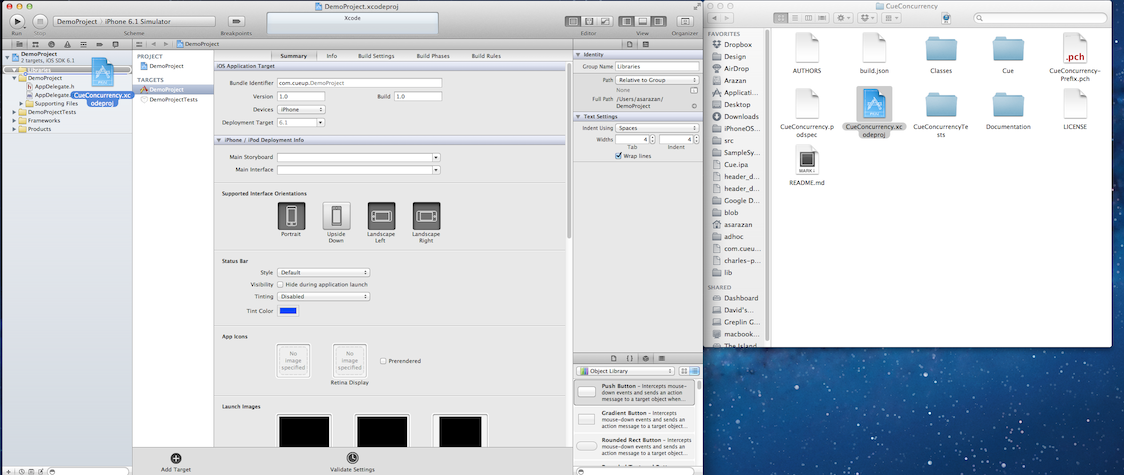 DemoProject.xcodeproj
DemoProject
iPhone 6.1 Simulator
Xcode
Run
Stop
Scheme
Breakpoints
Editor
View
Organizer
DemoProject
DemoProject
2 targets, iOS SDK 6.1
DemoProject
AppDelegate.h
AppDelegate.
CueConcurrency.xc
odeproj
Supporting Files
DemoProjectTests
Frameworks
Products
PROJECT
DemoProject
TARGETS
DemoProject
DemoProjectTests
Summary
Info
Build Settings
Build Phases
Build Rules
iOS Application Target
Bundle Identifier
com.cueup.DemoProject
Version
1.0
Build
1.0
Devices
iPhone
Deployment Target
6.1
iPhone / iPod Deployment Info
Main Storyboard
Main Interface
Supported Interface Orientations
Portrait
Upside
Down
Landscape
Left
Landscape
Right
Status Bar
Style
Default
Visibility
Hide during application launch
Tinting
Disabled
Tint Color
App Icons
No
image
specified
No
image
specified
Prerendered
Retina Display
Launch Images
Add Target
Validate Settings
Identity
Group Name
Libraries
Path
Relative to Group
None
Full Path
/Users/asarazan/
DemoProject
Text Settings
Indent Using
Spaces
Widths
4
4
Tab
Indent
Wrap lines
Object Library
Push Button – Intercepts mouse-
down events and sends an action
message to a target object when...
Gradient Button – Intercepts
mouse-down events and sends an
action message to a target object...
Rounded Rect Button – Intercepts
mouse-down events and sends an
action message to a target object...
CueConcurrency
FAVORITES
Dropbox
Design
AirDrop
Arazan
Applicati...
Desktop
Downloads
iPhoneOS...
src
SampleSy...
Cue.ipa
header_d...
header_d...
Google D...
blob
asarazan
adhoc
com.cueu...
charles-p...
lib
SHARED
Dashboard
David's...
Greplin G...
macbook...
The Island
AUTHORS
build.json
Classes
Cue
.pch
CueConcurrency-
Prefix.pch
CueConcurrency.p
odspec
CueConcurrency.xc
odeproj
CueConcurrencyTe
sts
Documentation
LICENSE
README.md